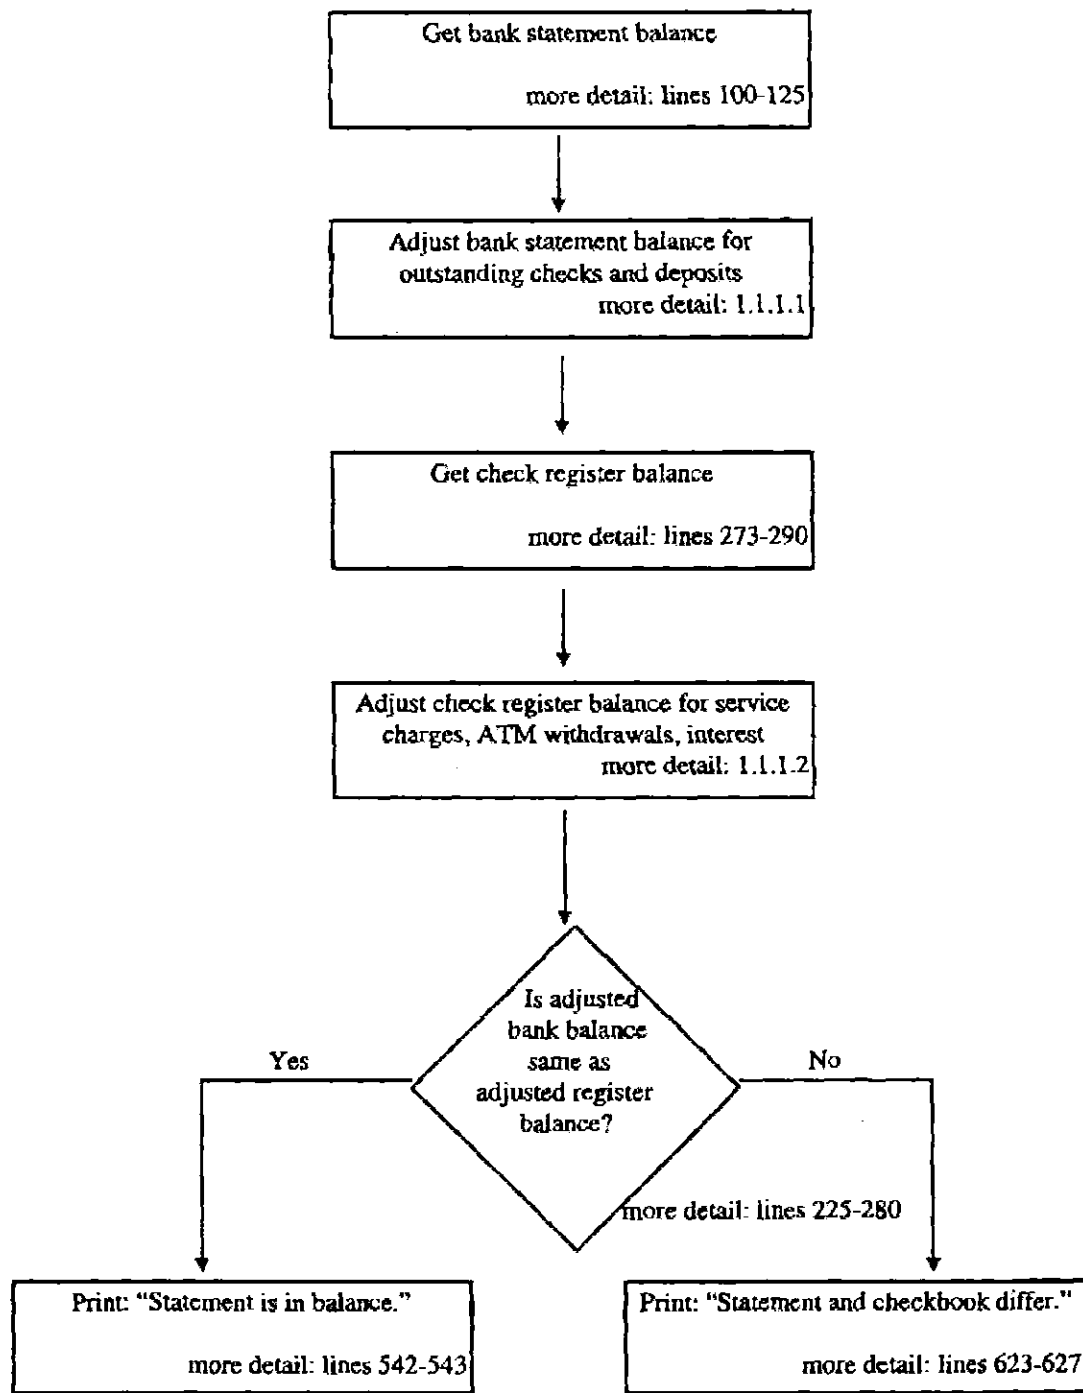 Get bank statement balance
more detail: lines 100-125
Adjust bank statement balance for
outstanding checks and deposits
more detail: 1.1.1.1
Get check register balance
more detail: lines 273-290
Adjust check register balance for service
charges, ATM withdrawals, interest
more detail: 1.1.1.2
Is adjusted
bank balance
same as
adjusted register
balance?
Yes
No
more detail: lines 225-280
Print: “Statement is in balance.”
more detail: lines 542-543
Print: “Statement and checkbook differ.”
more detail: lines 623-627